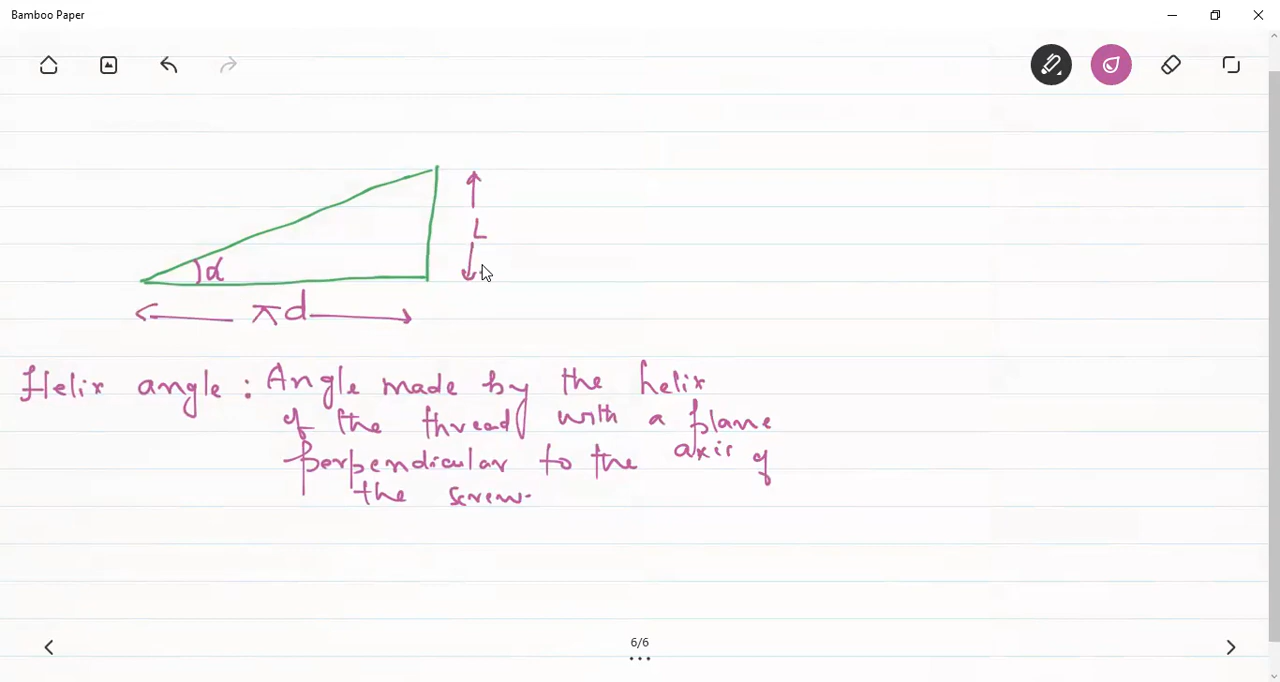 Bamboo Paper
L
α
πd
Helix angle : Angle made by the helix
of the thread with a plane
perpendicular to the axis of
the screw.
6/6